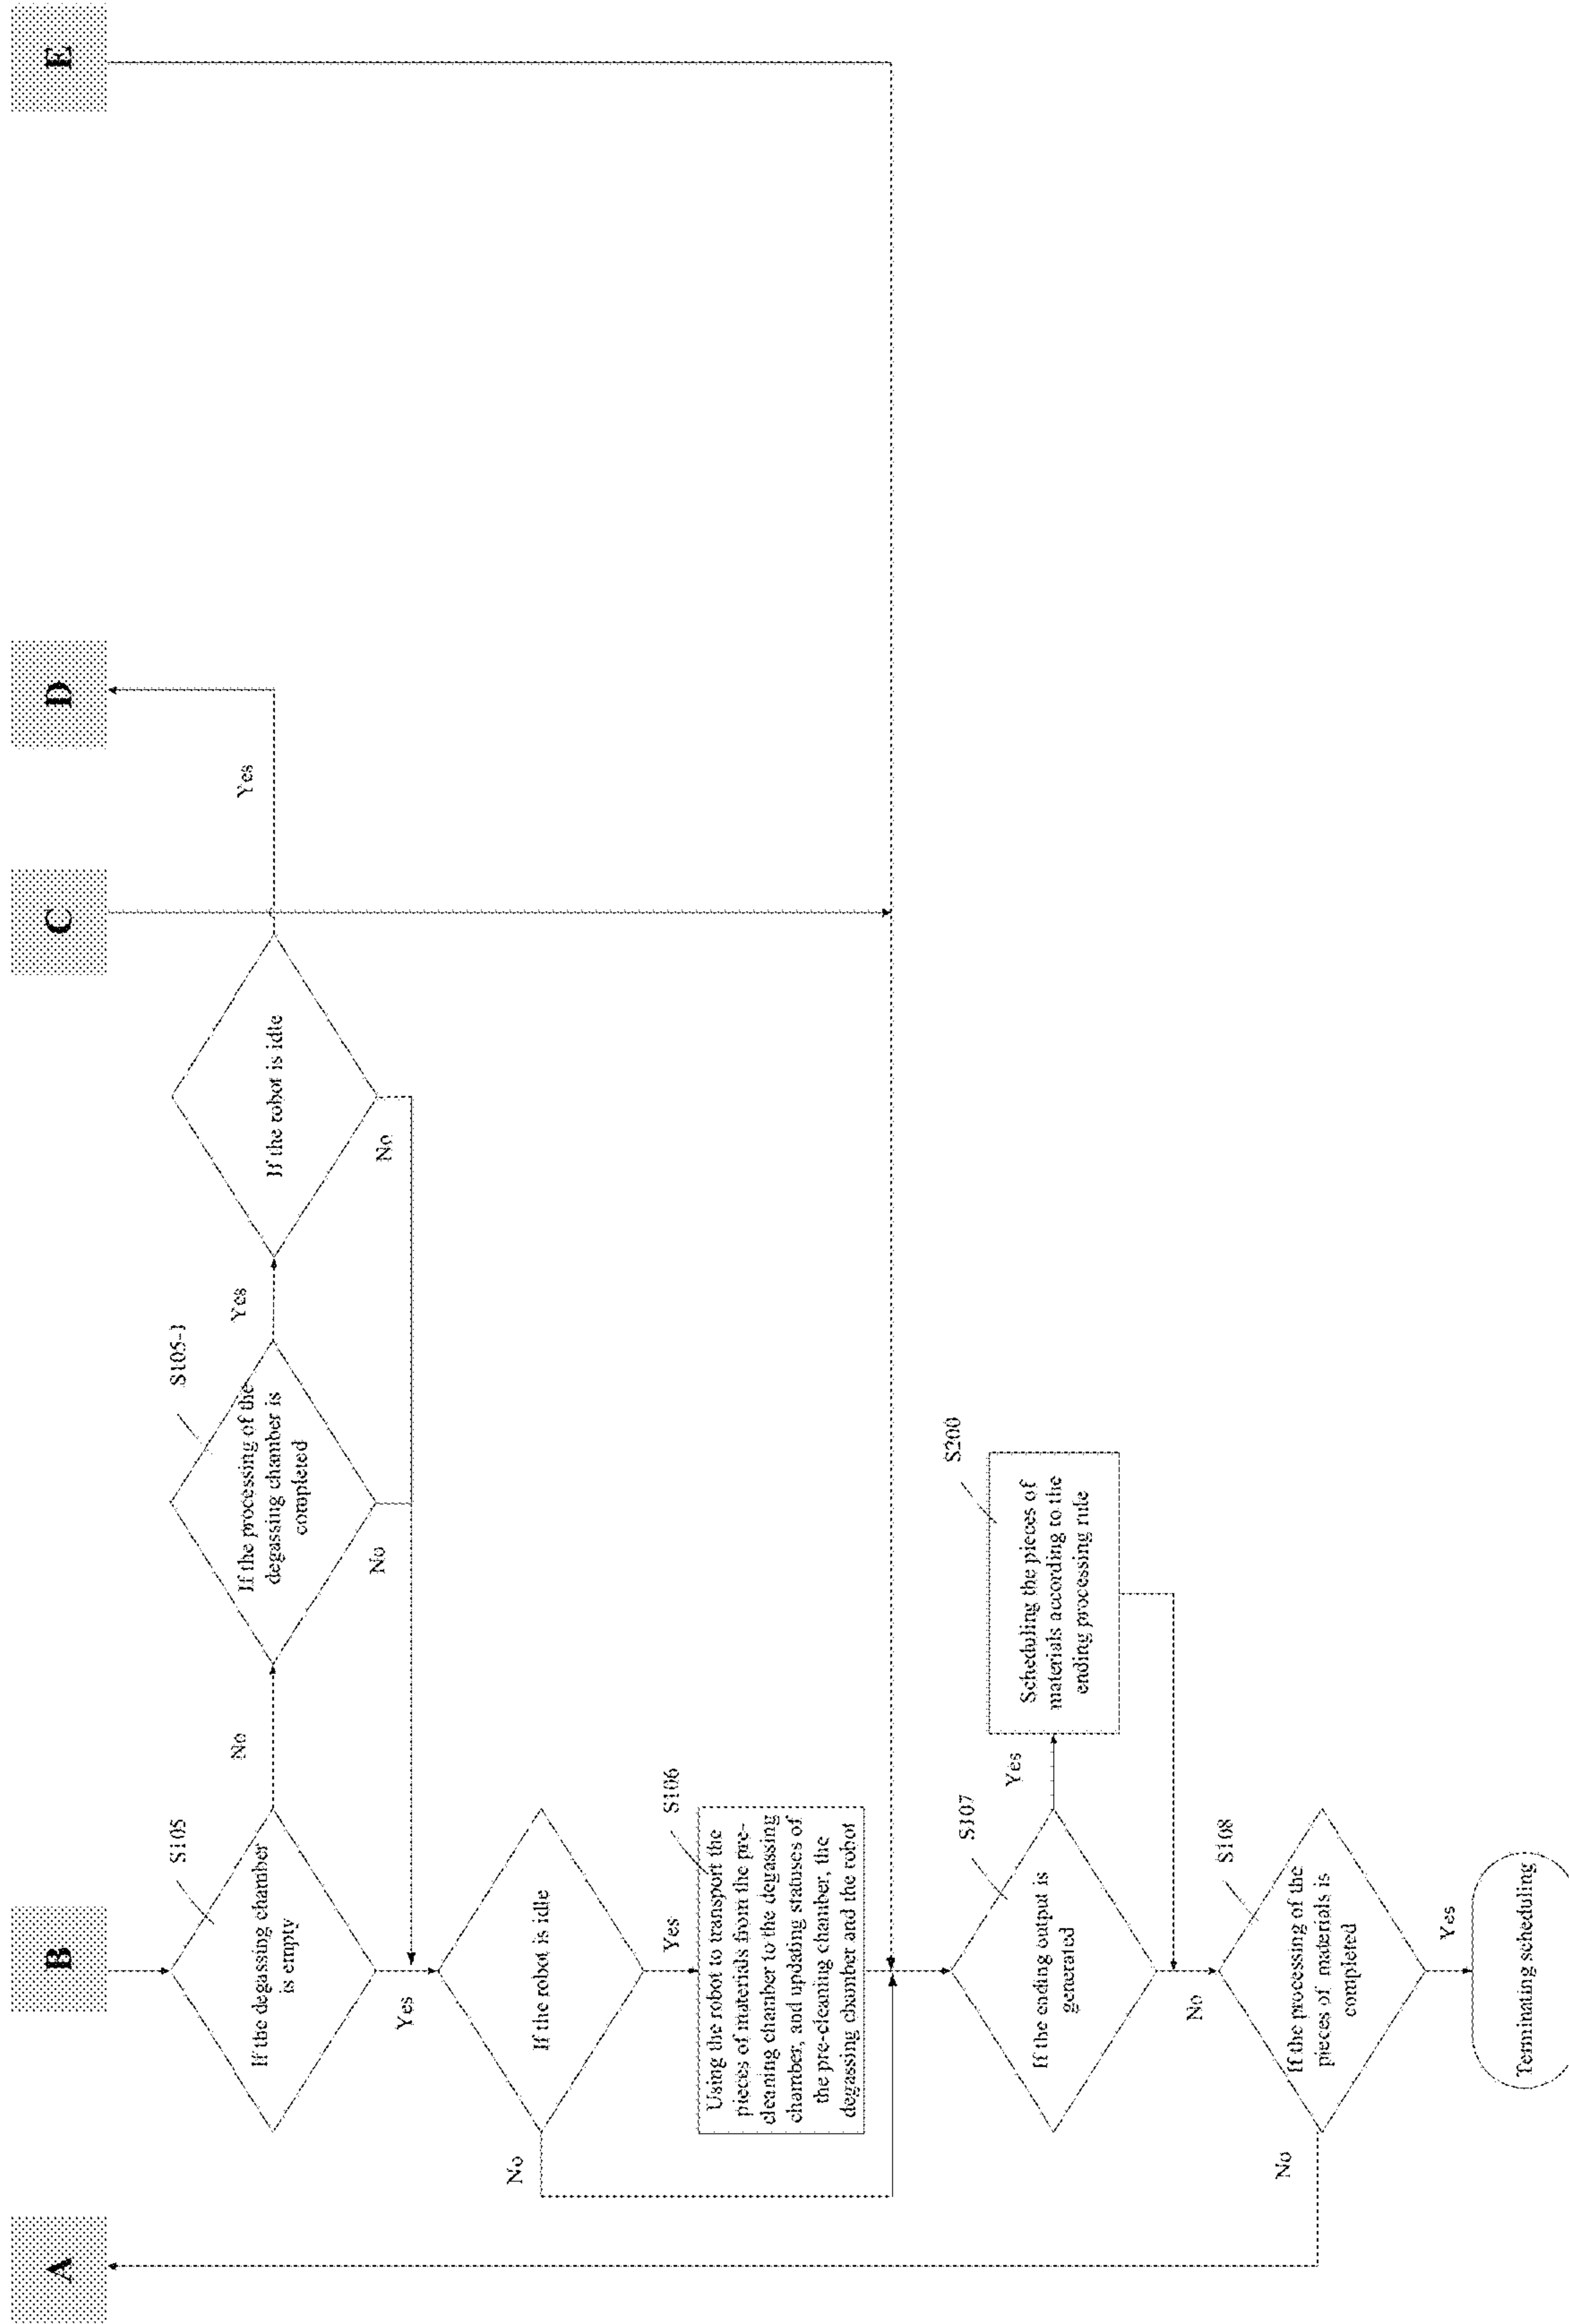 A
B
C
D
E
S105
If the degassing chamber
is empty
No
S105-1
If the processing of the
degassing chamber is
completed
Yes
If the robot is idle
Yes
No
No
Yes
If the robot is idle
No
Yes
S106
Using the robot to transport the
pieces of materials from the pre-
cleaning chamber to the degassing
chamber, and updating statuses of
the pre-cleaning chamber, the
degassing chamber and the robot
S107
If the ending output is
generated
Yes
S200
Scheduling the pieces of
materials according to the
ending processing rule
No
S108
If the processing of the
pieces of materials is
completed
No
Yes
Terminating scheduling